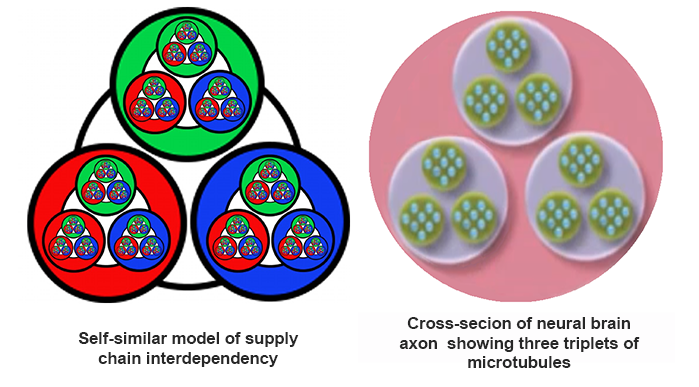 Self-similar model of supply
chain interdependency
Cross-secion of neural brain
axon showing three triplets of
microtubules